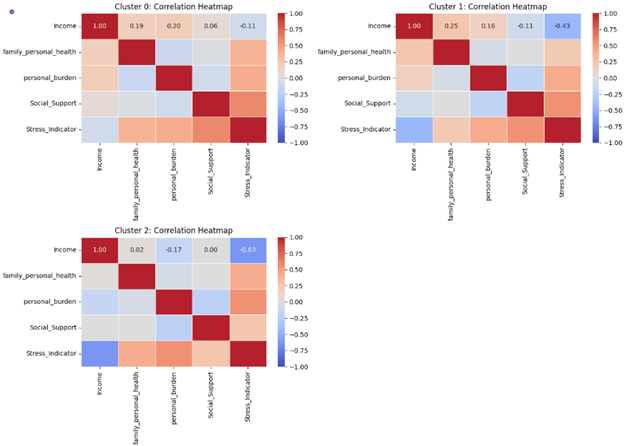 Cluster 0: Correlation Heatmap
Income
1.00 0.19 0.20 0.06 -0.11
family_personal_health
personal_burden
Social_Support
Stress_Indicator
Income
family_personal_health
personal_burden
Social_Support
Stress_Indicator
1.00
0.75
0.50
0.25
0.00
−0.25
−0.50
−0.75
−1.00
Cluster 1: Correlation Heatmap
Income
1.00 0.25 0.16 -0.11 -0.43
family_personal_health
personal_burden
Social_Support
Stress_Indicator
Income
family_personal_health
personal_burden
Social_Support
Stress_Indicator
1.00
0.75
0.50
0.25
0.00
−0.25
−0.50
−0.75
−1.00
Cluster 2: Correlation Heatmap
Income
1.00 0.02 -0.17 0.00 -0.63
family_personal_health
personal_burden
Social_Support
Stress_Indicator
Income
family_personal_health
personal_burden
Social_Support
Stress_Indicator
1.00
0.75
0.50
0.25
0.00
−0.25
−0.50
−0.75
−1.00